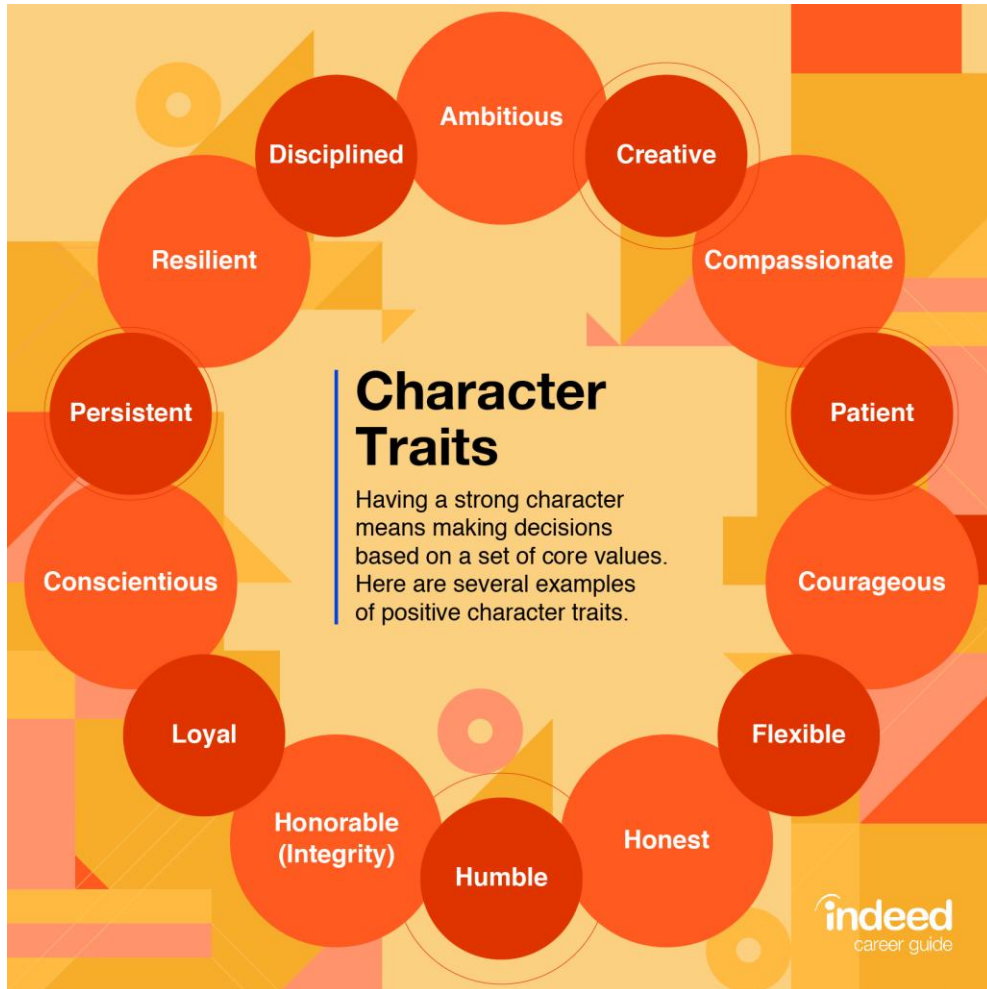 Ambitious
Creative
Compassionate
Patient
Courageous
Flexible
Honest
Humble
Honorable
(Integrity)
Loyal
Conscientious
Persistent
Resilient
Disciplined
Character
Traits
Having a strong character
means making decisions
based on a set of core values.
Here are several examples
of positive character traits.
indeed
career guide